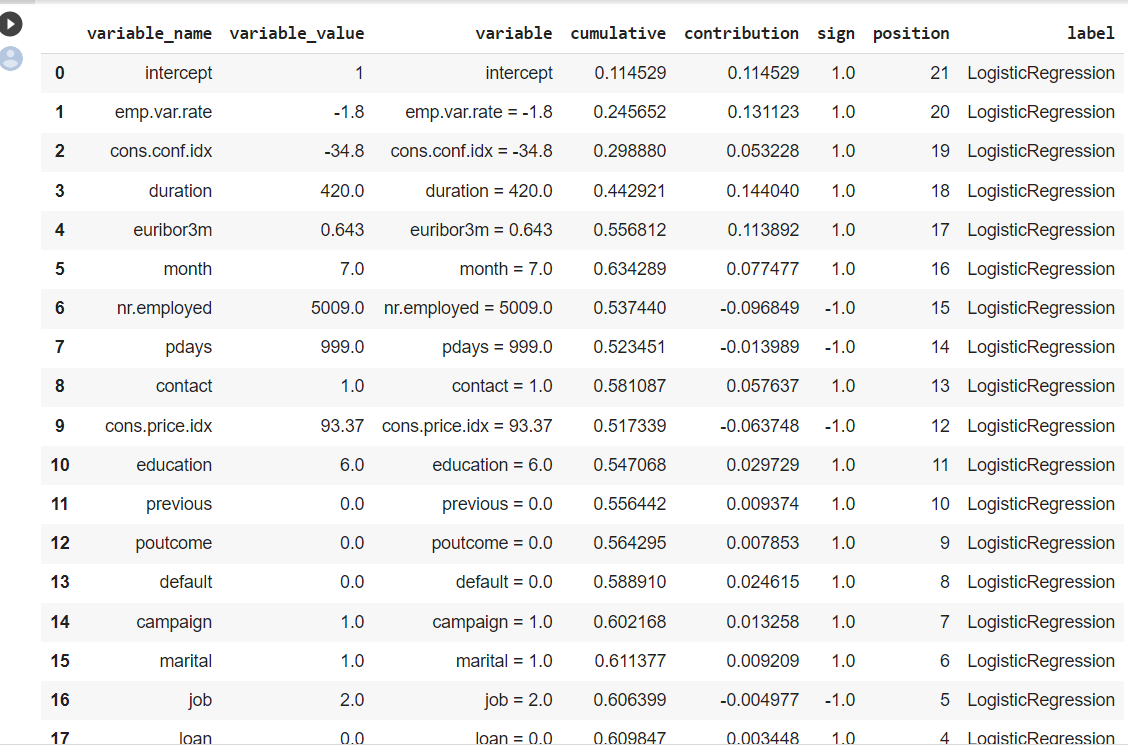 variable_name variable_value variable cumulative contribution sign position label
0 intercept 1 intercept 0.114529 0.114529 1.0 21 LogisticRegression
1 emp.var.rate -1.8 emp.var.rate = -1.8 0.245652 0.131123 1.0 20 LogisticRegression
2 cons.conf.idx -34.8 cons.conf.idx = -34.8 0.298880 0.053228 1.0 19 LogisticRegression
3 duration 420.0 duration = 420.0 0.442921 0.144040 1.0 18 LogisticRegression
4 euribor3m 0.643 euribor3m = 0.643 0.556812 0.113892 1.0 17 LogisticRegression
5 month 7.0 month = 7.0 0.634289 0.077477 1.0 16 LogisticRegression
6 nr.employed 5009.0 nr.employed = 5009.0 0.537440 -0.096849 -1.0 15 LogisticRegression
7 pdays 999.0 pdays = 999.0 0.523451 -0.013989 -1.0 14 LogisticRegression
8 contact 1.0 contact = 1.0 0.581087 0.057637 1.0 13 LogisticRegression
9 cons.price.idx 93.37 cons.price.idx = 93.37 0.517339 -0.063748 -1.0 12 LogisticRegression
10 education 6.0 education = 6.0 0.547068 0.029729 1.0 11 LogisticRegression
11 previous 0.0 previous = 0.0 0.556442 0.009374 1.0 10 LogisticRegression
12 poutcome 0.0 poutcome = 0.0 0.564295 0.007853 1.0 9 LogisticRegression
13 default 0.0 default = 0.0 0.588910 0.024615 1.0 8 LogisticRegression
14 campaign 1.0 campaign = 1.0 0.602168 0.013258 1.0 7 LogisticRegression
15 marital 1.0 marital = 1.0 0.611377 0.009209 1.0 6 LogisticRegression
16 job 2.0 job = 2.0 0.606399 -0.004977 -1.0 5 LogisticRegression
17 loan 0.0 loan = 0.0 0.609847 0.003448 1.0 4 LogisticRegression